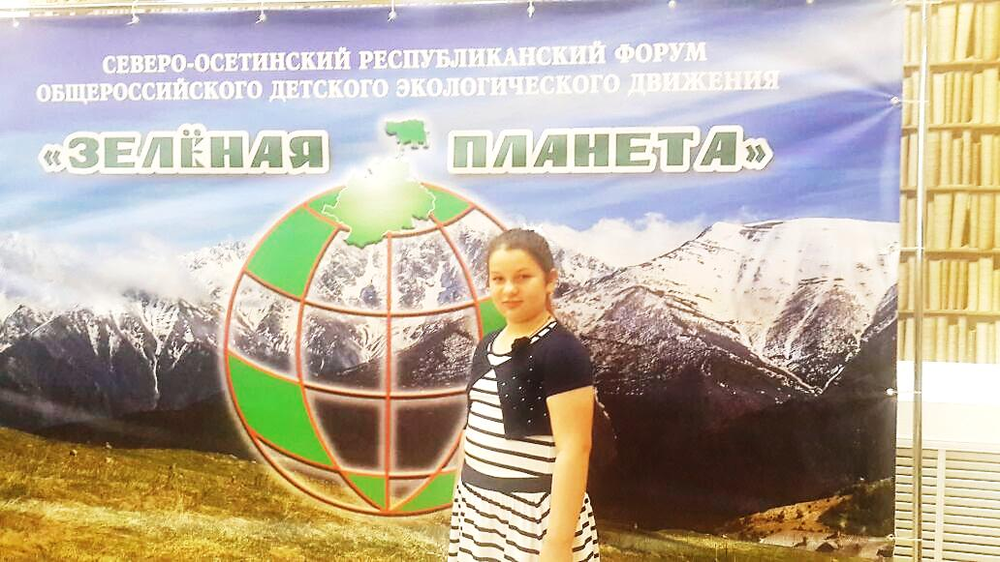 СЕВЕРО-ОСЕТИНСКИЙ РЕСПУБЛИКАНСКИЙ ФОРУМ
ОБЩЕРОССИЙСКОГО ДЕТСКОГО ЭКОЛОГИЧЕСКОГО ДВИЖЕНИЯ
«ЗЕЛЁНАЯ ПЛАНЕТА»